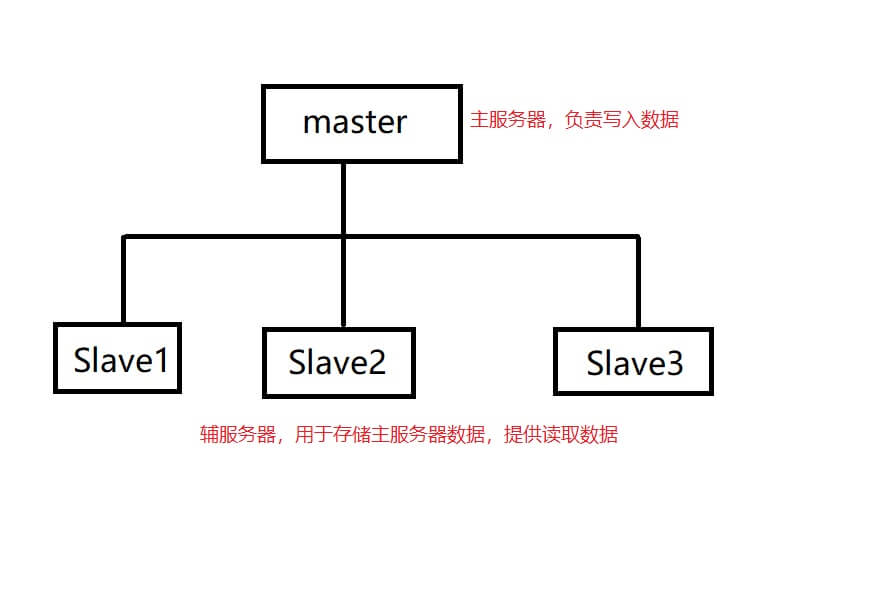 master
主服务器，负责写入数据
Slave1
Slave2
Slave3
辅服务器，用于存储主服务器数据，提供读取数据